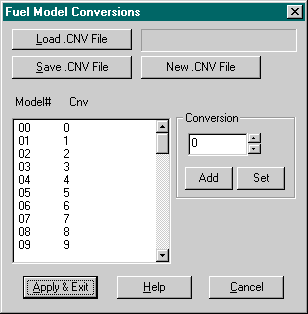 Fuel Model Conversions
Load .CNV File
Save .CNV File New .CNV File
Model# Cnv
Conversion
00 0
01 1
02 2
03 3
04 4
05 5
06 6
07 7
08 8
09 9
0
Add Set
Apply & Exit Help Cancel